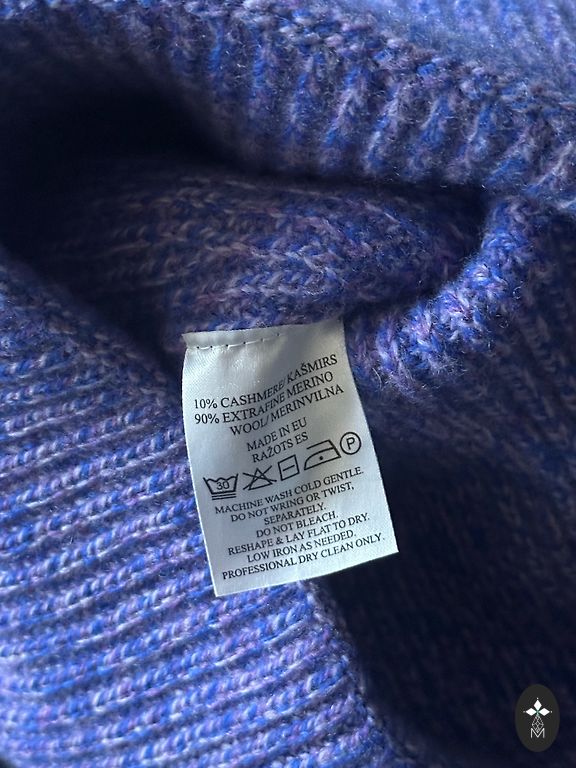 10% CASHMERE/ KAŠMIRS
90% EXTRAFINE MERINO
WOOL/ MERINVILNA
MADE IN EU
RAŽOTS ES
30
P
MACHINE WASH COLD GENTLE.
DO NOT WRING OR TWIST,
SEPARATELY.
DO NOT BLEACH,
RESHAPE & LAY FLAT TO DRY.
LOW IRON AS NEEDED.
PROFESSIONAL DRY CLEAN ONLY.
M